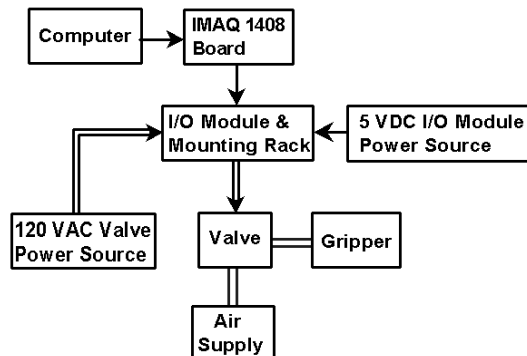 Computer
IMAQ 1408
Board
I/O Module &
Mounting Rack
5 VDC I/O Module
Power Source
120 VAC Valve
Power Source
Valve
Gripper
Air
Supply